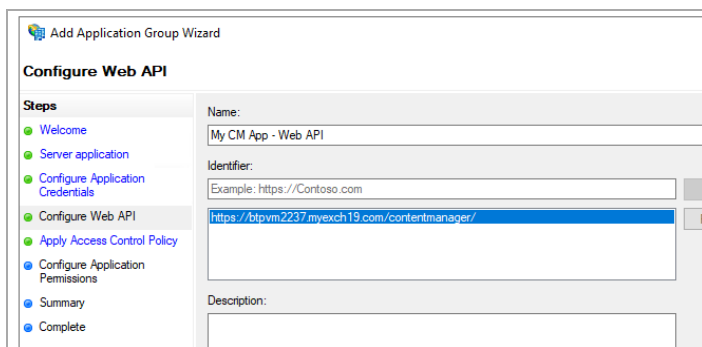 Add Application Group Wizard
Configure Web API
Steps
Welcome
Server application
Configure Application
Credentials
Configure Web API
Apply Access Control Policy
Configure Application
Permissions
Summary
Complete
Name:
My CM App - Web API
Identifier:
Example: https://Contoso.com
https://btpvm2237.myexch19.com/contentmanager/
Description: